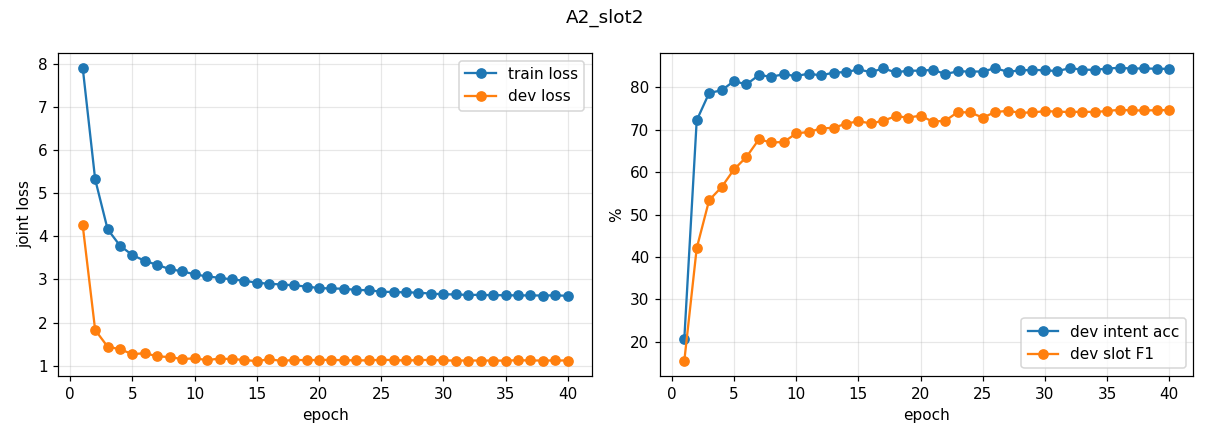 A2_slot2
joint loss
8
7
6
5
4
3
2
1
0 5 10 15 20 25 30 35 40
epoch
train loss
dev loss
%
80
70
60
50
40
30
20
0 5 10 15 20 25 30 35 40
epoch
dev intent acc
dev slot F1